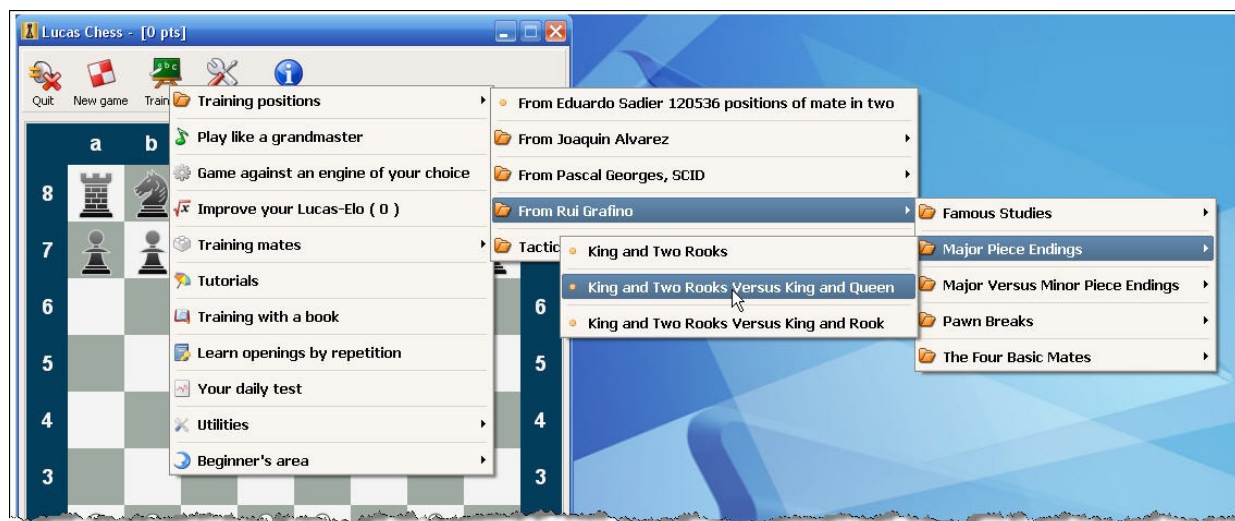 Lucas Chess - [0 pts]
Quit New game Train
Training positions
Play like a grandmaster
Game against an engine of your choice
Improve your Lucas-Elo ( 0 )
Training mates
Tutorials
Training with a book
Learn openings by repetition
Your daily test
Utilities
Beginner's area
From Eduardo Sadier 120536 positions of mate in two
From Joaquin Alvarez
From Pascal Georges, SCID
From Rui Grafino
Tactic
Famous Studies
Major Piece Endings
Major Versus Minor Piece Endings
Pawn Breaks
The Four Basic Mates
King and Two Rooks
King and Two Rooks Versus King and Queen
King and Two Rooks Versus King and Rook
a b
8
7
6 6
5 5
4 4
3 3